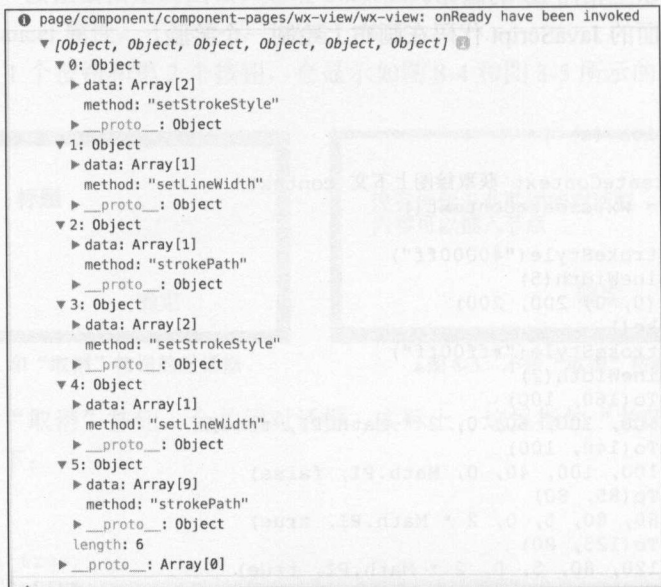 page/component/component-pages/wx-view/wx-view: onReady have been invoked
▼ [Object, Object, Object, Object, Object, Object]
▼ 0: Object
▶ data: Array[2]
method: "setStrokeStyle"
▶ __proto__: Object
▼ 1: Object
▶ data: Array[1]
method: "setLineWidth"
▶ __proto__: Object
▼ 2: Object
▶ data: Array[1]
method: "strokePath"
▶ __proto__: Object
▼ 3: Object
▶ data: Array[2]
method: "setStrokeStyle"
▶ __proto__: Object
▼ 4: Object
▶ data: Array[1]
method: "setLineWidth"
▶ __proto__: Object
▼ 5: Object
▶ data: Array[9]
method: "strokePath"
▶ __proto__: Object
length: 6
▶ __proto__: Array[0]